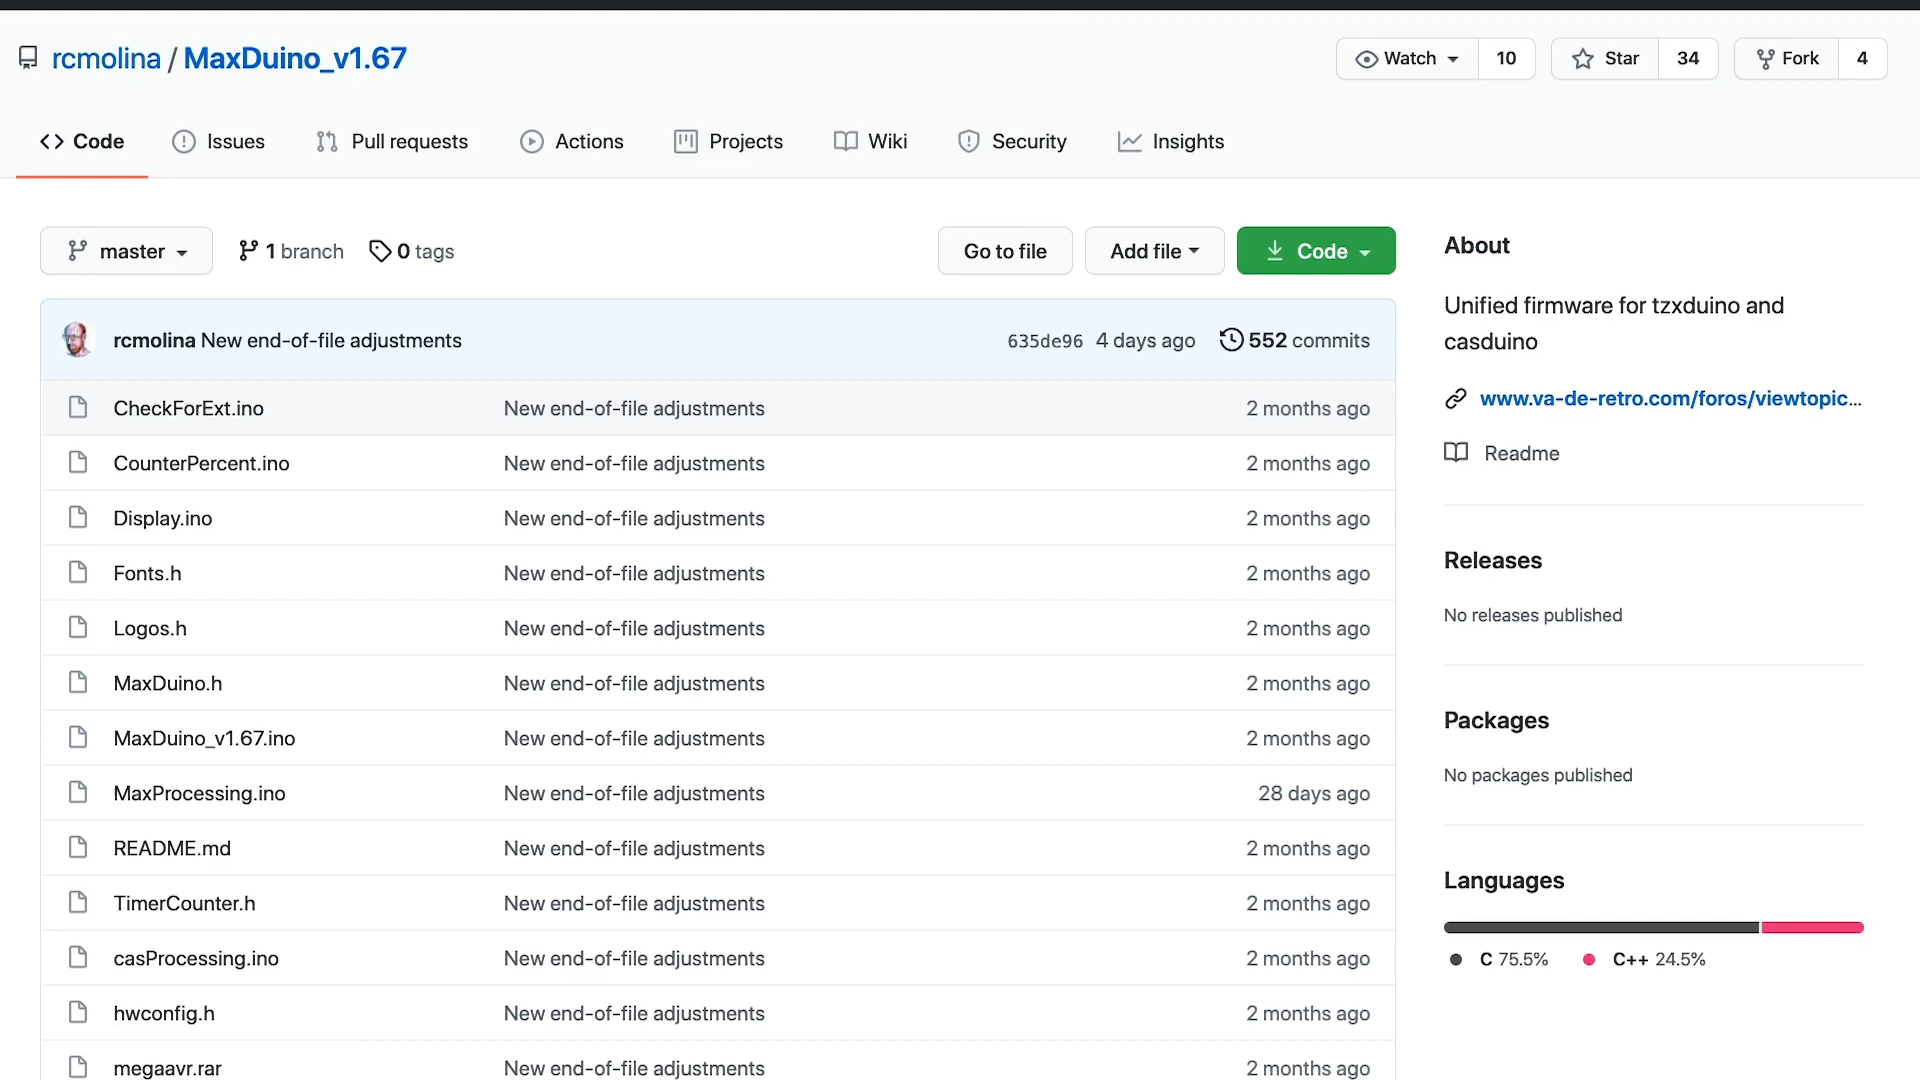 rcmolina / MaxDuino_v1.67
Watch 10 Star 34 Fork 4
Code Issues Pull requests Actions Projects Wiki Security Insights
master 1 branch 0 tags Go to file Add file Code
rcmolina New end-of-file adjustments 635de96 4 days ago 552 commits
CheckForExt.ino New end-of-file adjustments 2 months ago
CounterPercent.ino New end-of-file adjustments 2 months ago
Display.ino New end-of-file adjustments 2 months ago
Fonts.h New end-of-file adjustments 2 months ago
Logos.h New end-of-file adjustments 2 months ago
MaxDuino.h New end-of-file adjustments 2 months ago
MaxDuino_v1.67.ino New end-of-file adjustments 2 months ago
MaxProcessing.ino New end-of-file adjustments 28 days ago
README.md New end-of-file adjustments 2 months ago
TimerCounter.h New end-of-file adjustments 2 months ago
casProcessing.ino New end-of-file adjustments 2 months ago
hwconfig.h New end-of-file adjustments 2 months ago
megaavr.rar New end-of-file adjustments 2 months ago
About
Unified firmware for tzxduino and
casduino
www.va-de-retro.com/foros/viewtopic...
Readme
Releases
No releases published
Packages
No packages published
Languages
C 75.5% C++ 24.5%